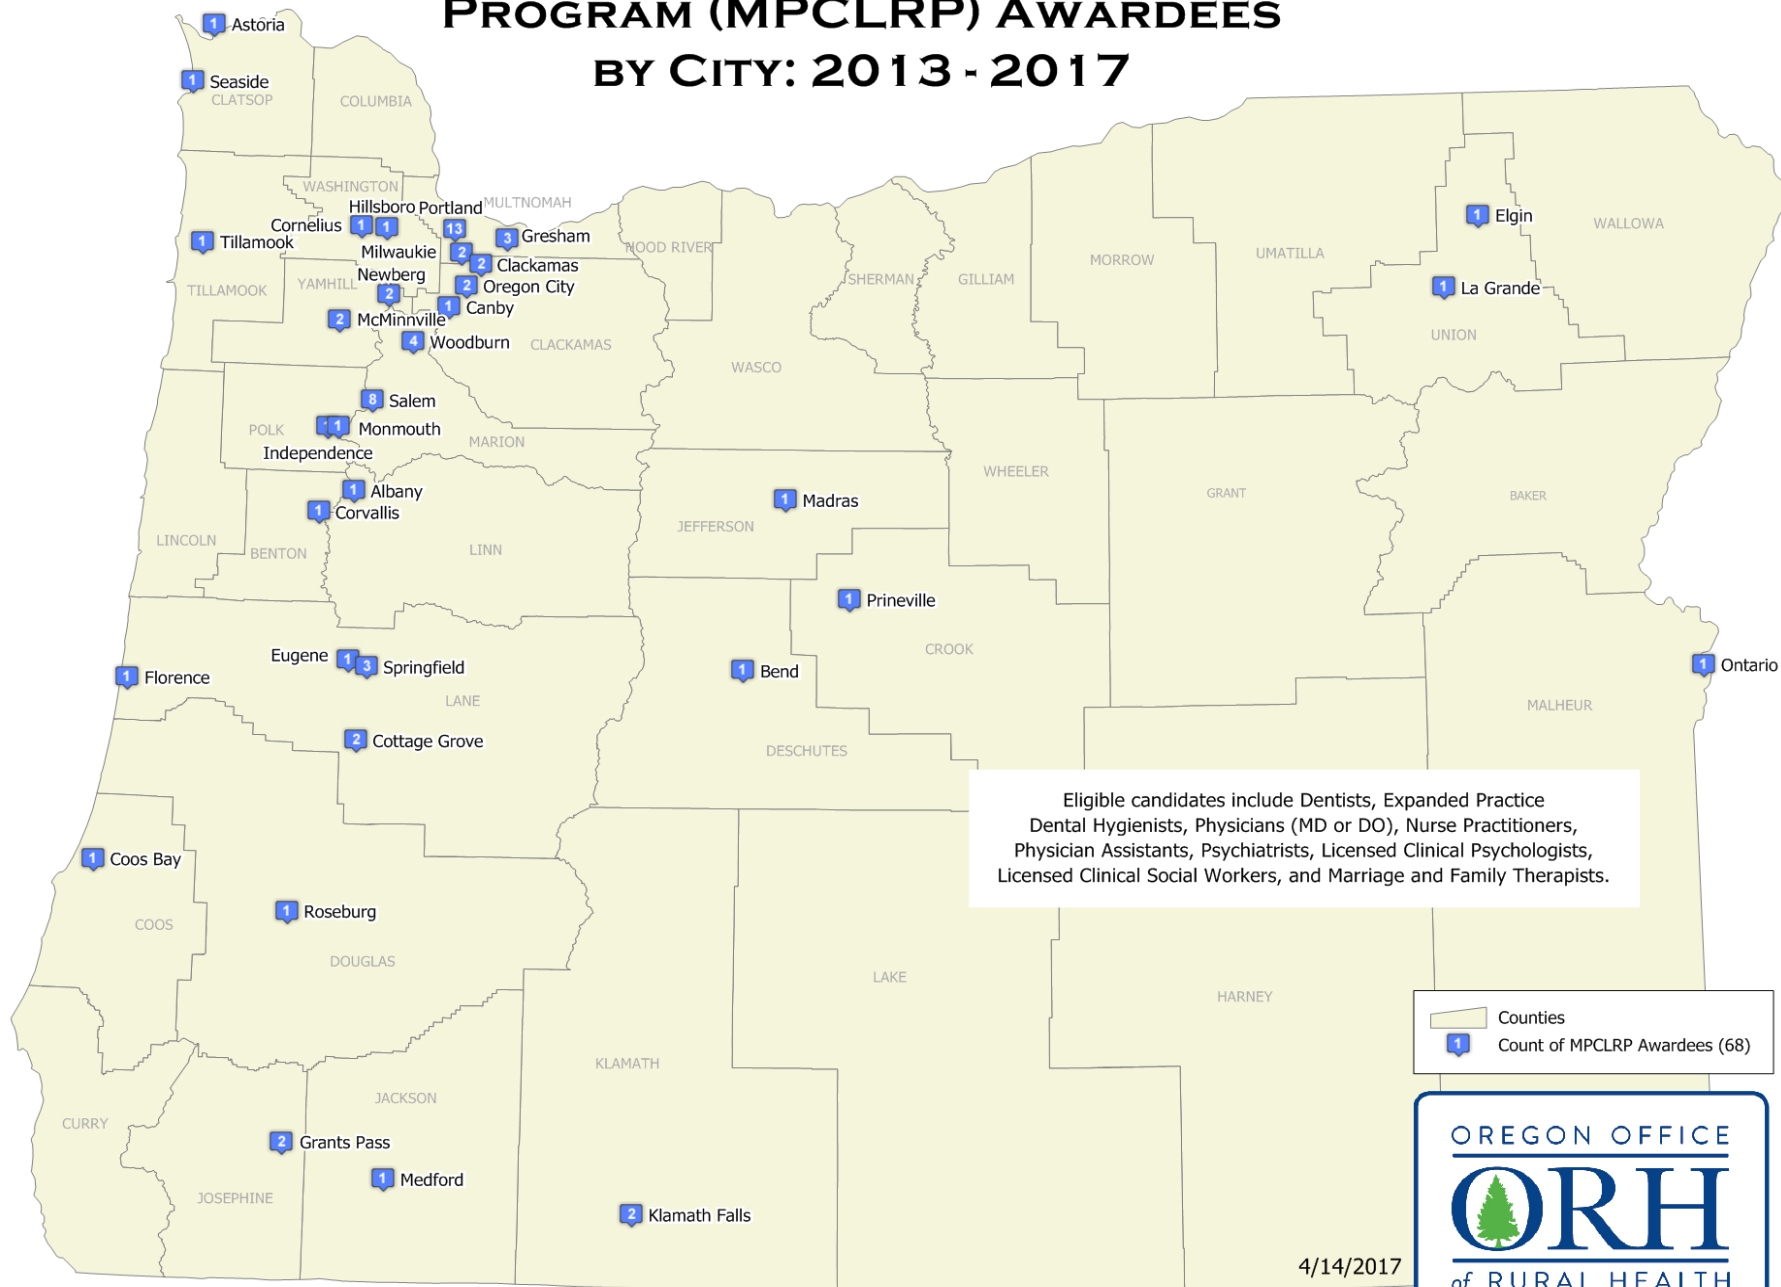 PROGRAM (MPCLRP) AWARDEES
BY CITY: 2013 - 2017
1 Astoria
1 Seaside
CLATSOP
COLUMBIA
WASHINGTON
MULTNOMAH
Hillsboro
Portland
Cornelius
1
1
13
3 Gresham
1 Tillamook
Milwaukie
2
2 Clackamas
Newberg
2
2 Oregon City
TILLAMOOK
YAMHILL
1 Canby
2 McMinnville
4 Woodburn
CLACKAMAS
HOOD RIVER
SHERMAN
GILLIAM
MORROW
UMATILLA
1 Elgin
WALLOWA
1 La Grande
UNION
WASCO
8 Salem
POLK
1
1 Monmouth
Independence
MARION
1 Albany
1 Corvallis
LINCOLN
BENTON
LINN
1 Madras
JEFFERSON
WHEELER
GRANT
BAKER
1 Prineville
CROOK
Eugene 1
3 Springfield
1 Florence
LANE
1 Bend
1 Ontario
MALHEUR
2 Cottage Grove
DESCHUTES
Eligible candidates include Dentists, Expanded Practice
Dental Hygienists, Physicians (MD or DO), Nurse Practitioners,
Physician Assistants, Psychiatrists, Licensed Clinical Psychologists,
Licensed Clinical Social Workers, and Marriage and Family Therapists.
1 Coos Bay
1 Roseburg
COOS
DOUGLAS
LAKE
HARNEY
KLAMATH
JACKSON
CURRY
2 Grants Pass
1 Medford
JOSEPHINE
2 Klamath Falls
Counties
1 Count of MPCLRP Awardees (68)
4/14/2017
OREGON OFFICE
ORH
of RURAL HEALTH